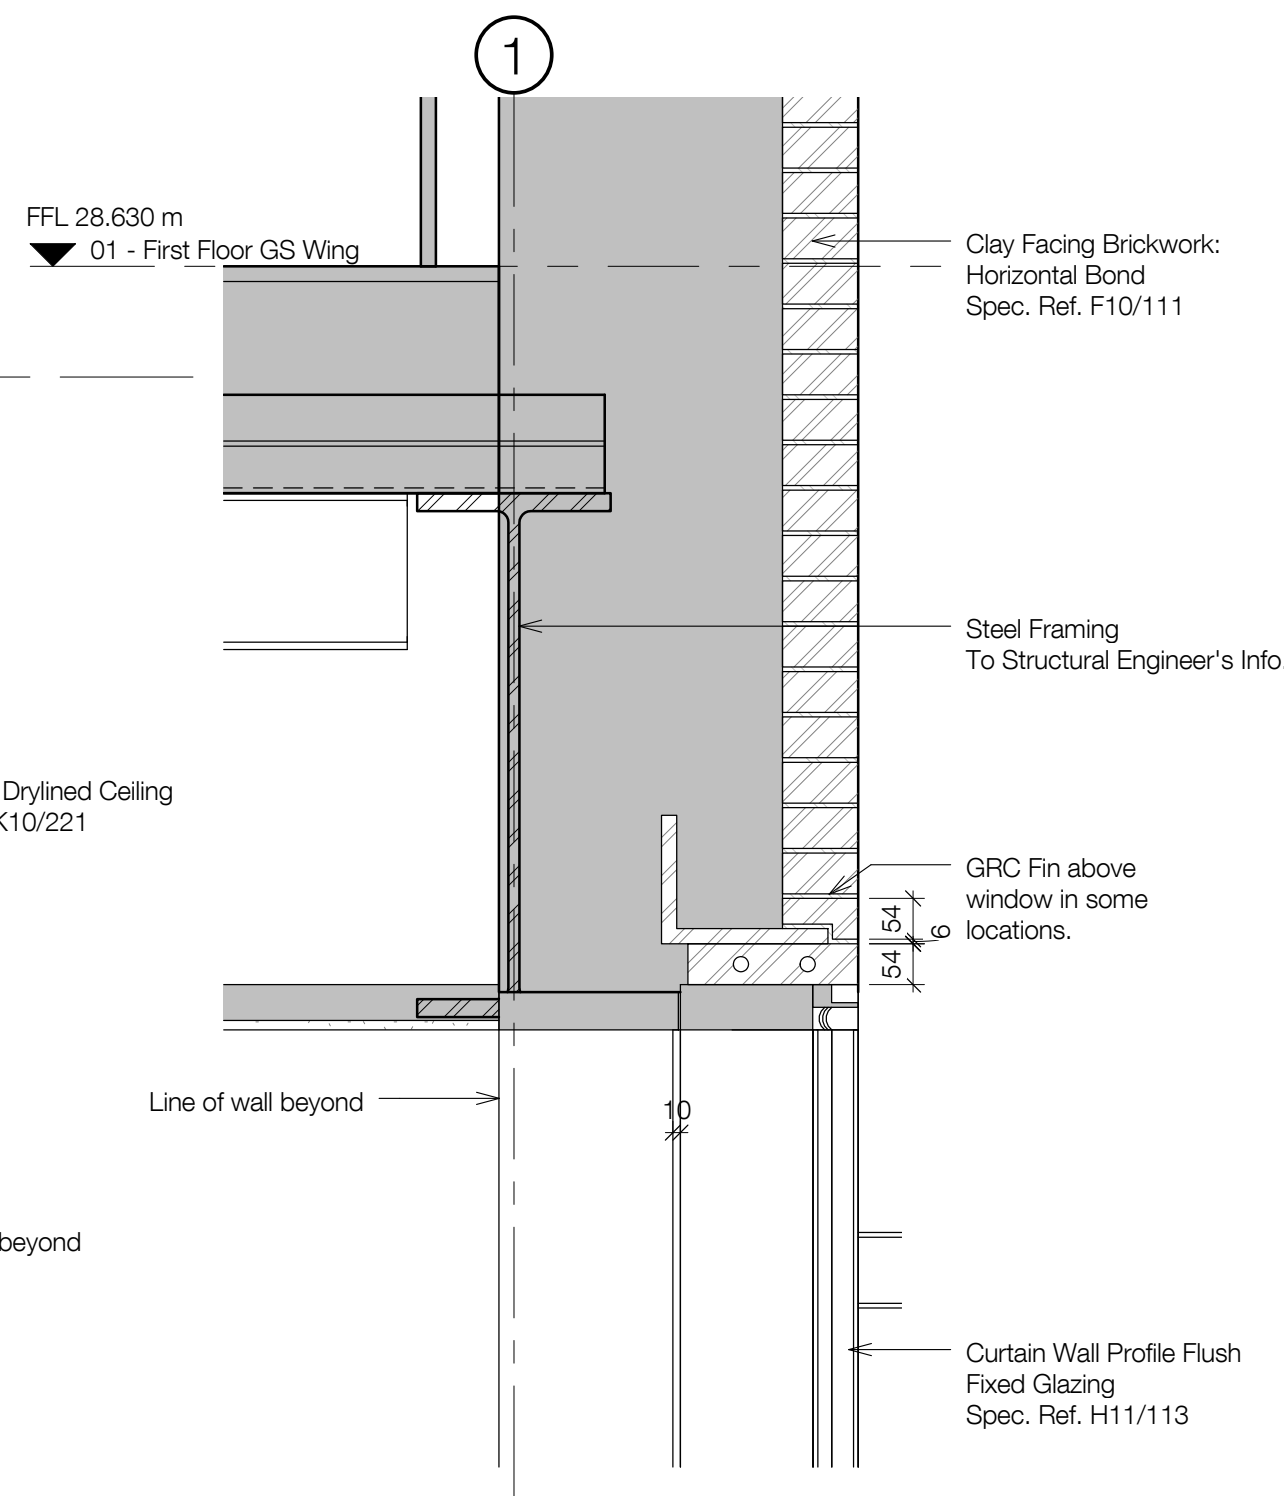 1
FFL 28.630 m
01 - First Floor GS Wing
Clay Facing Brickwork:
Horizontal Bond
Spec. Ref. F10/111
Steel Framing
To Structural Engineer's Info.
Drylined Ceiling
K10/221
GRC Fin above
window in some
locations.
54
6
54
Line of wall beyond
10
beyond
Curtain Wall Profile Flush
Fixed Glazing
Spec. Ref. H11/113